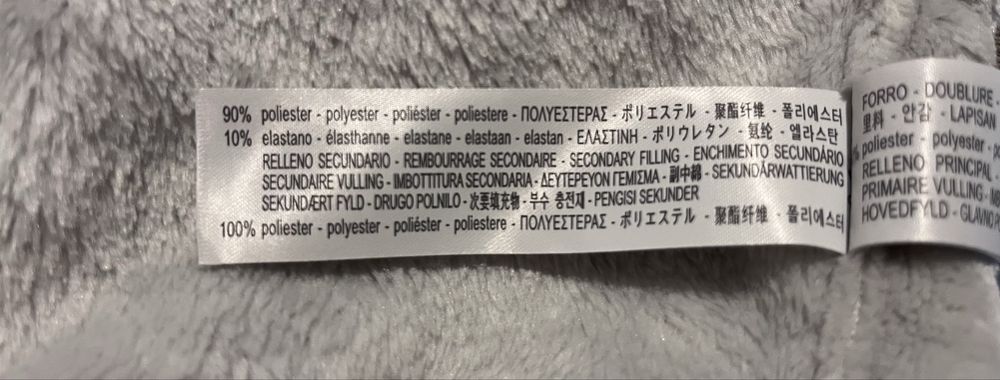 90% poliester - polyester - poliéster - poliestere - ΠΟΛΥΕΣΤΕΡΑΣ - ポリエステル - 聚酯纤维 - 폴리에스터
10% elastano - élasthanne - elastane - elastaan - elastan - ΕΛΑΣΤΙΝΗ - ポリウレタン - 氨纶 - 엘라스탄
RELLENO SECUNDARIO - REMBOURRAGE SECONDAIRE - SECONDARY FILLING - ENCHIMENTO SECUNDÁRIO
SECUNDAIRE VULLING - IMBOTTITURA SECONDARIA - ΔΕΥΤΕΡΕΥΟΝ ΓΕΜΙΣΜΑ - 副中綿 - SEKUNDÄRWATTIERUNG
SEKUNDÆRT FYLD - DRUGO POLNILO - 次要填充物 - 부수 충전재 - PENGISI SEKUNDER
100% poliester - polyester - poliéster - poliestere - ΠΟΛΥΕΣΤΕΡΑΣ - ポリエステル - 聚酯纤维 - 폴리에스터
FORRO - DOUBLURE -
里料 - 안감 - LAPISAN
% poliester - polyester -
RELLENO PRINCIPAL -
PRIMAIRE VULLING -
HOVEDFYLD -